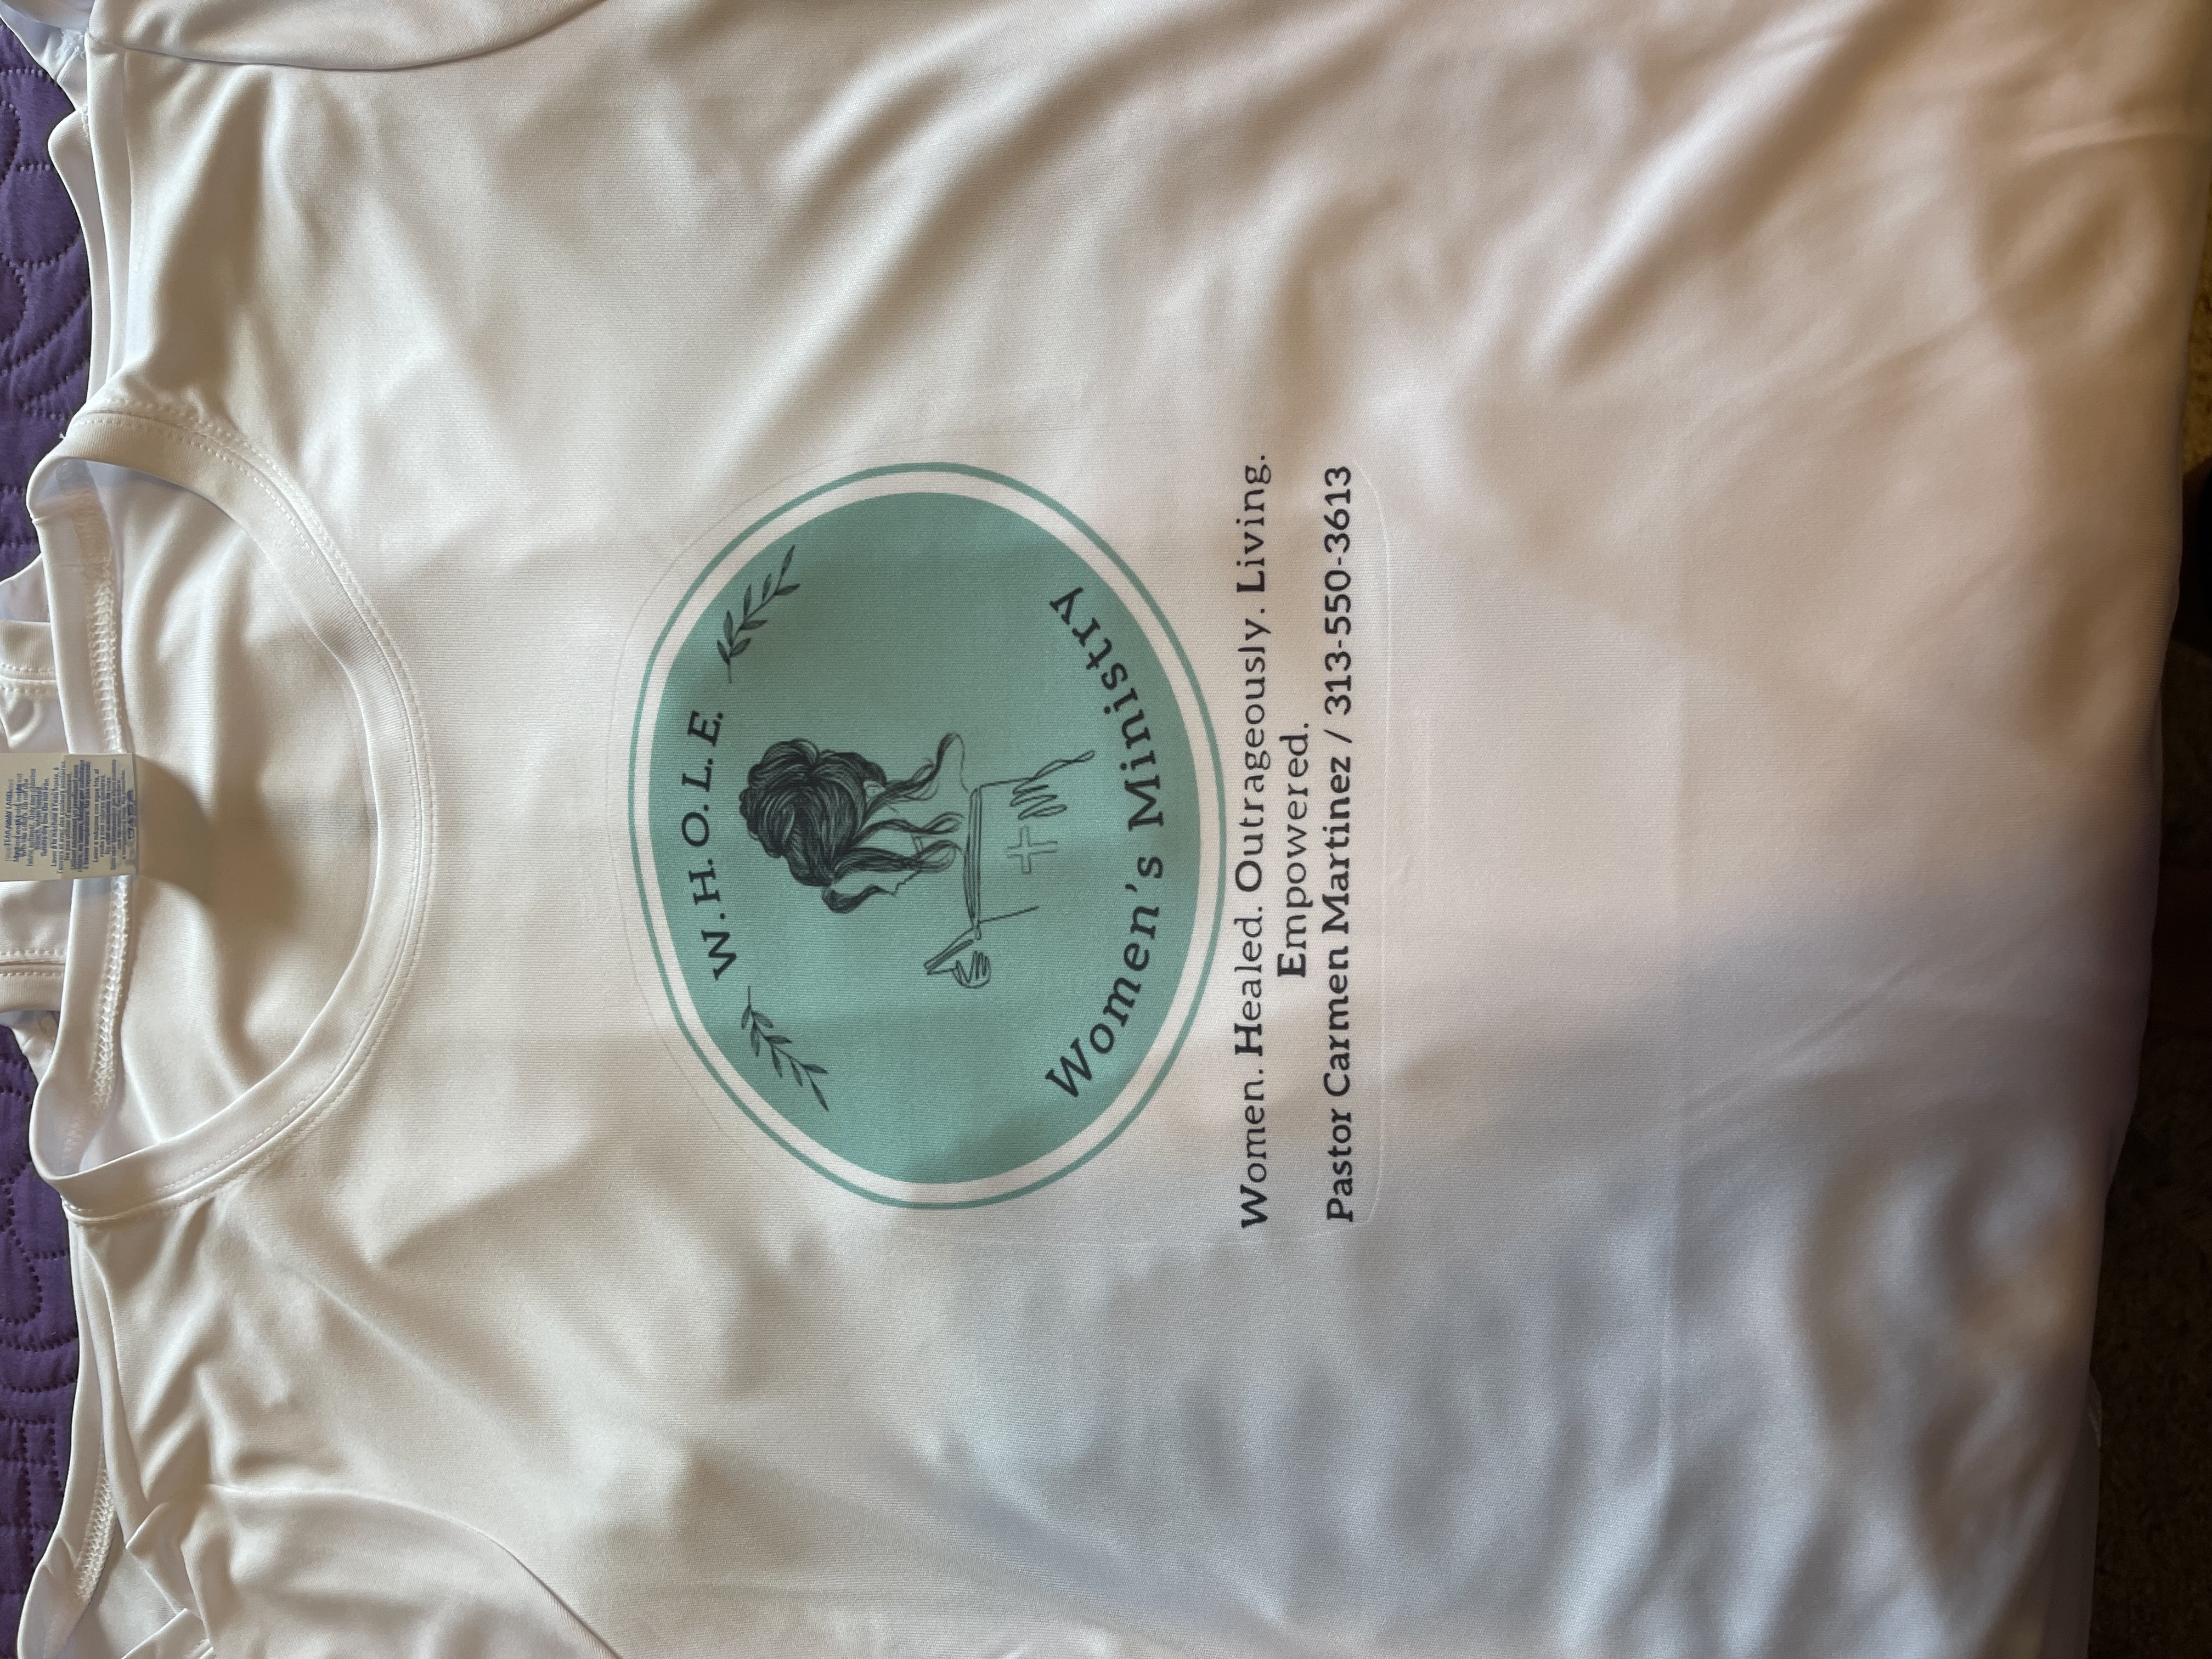 W.H.O.L.E.
Women's Ministry
Women. Healed. Outrageously. Living.
Empowered.
Pastor Carmen Martinez / 313-550-3613